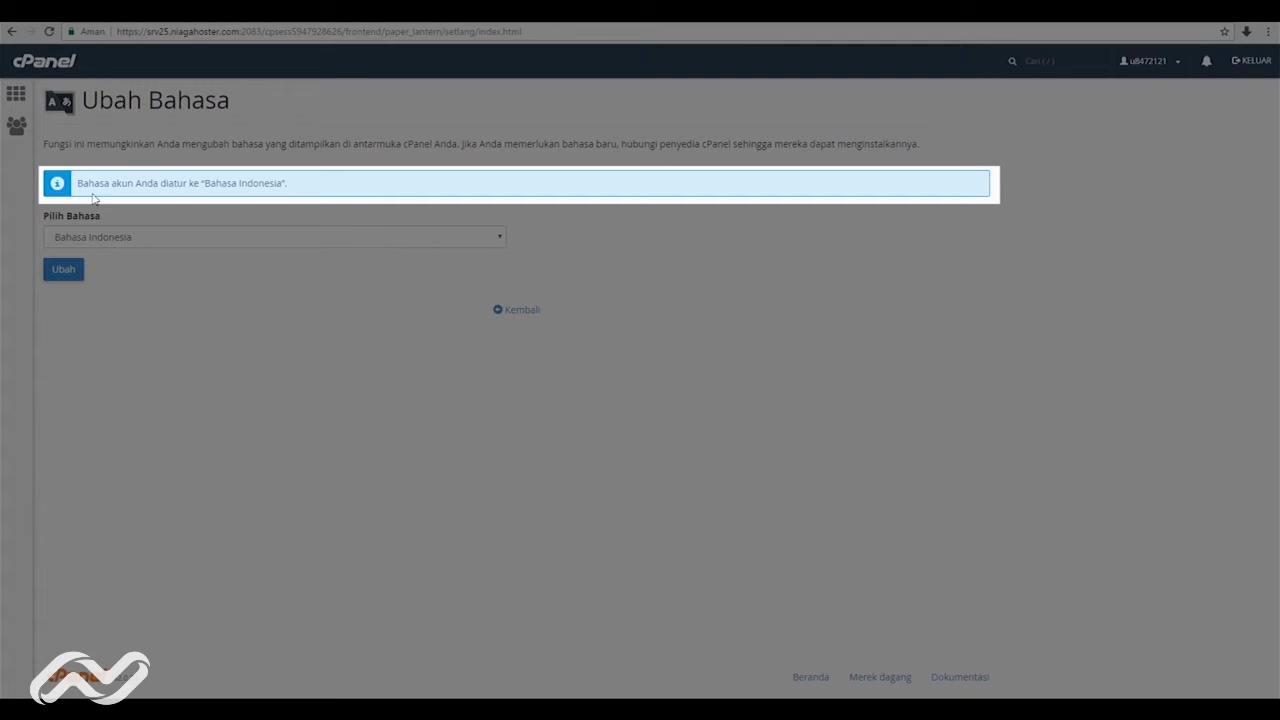 Aman https://srv25.niagahoster.com:2083/cpsess5947928626/frontend/paper_lantern/setlang/index.html
cPanel Cari ( / ) u8472121 KELUAR
Ubah Bahasa
Fungsi ini memungkinkan Anda mengubah bahasa yang ditampilkan di antarmuka cPanel Anda. Jika Anda memerlukan bahasa baru, hubungi penyedia cPanel sehingga mereka dapat menginstalkannya.
Bahasa akun Anda diatur ke "Bahasa Indonesia".
Pilih Bahasa
Bahasa Indonesia
Ubah
Kembali
Beranda Merek dagang Dokumentasi